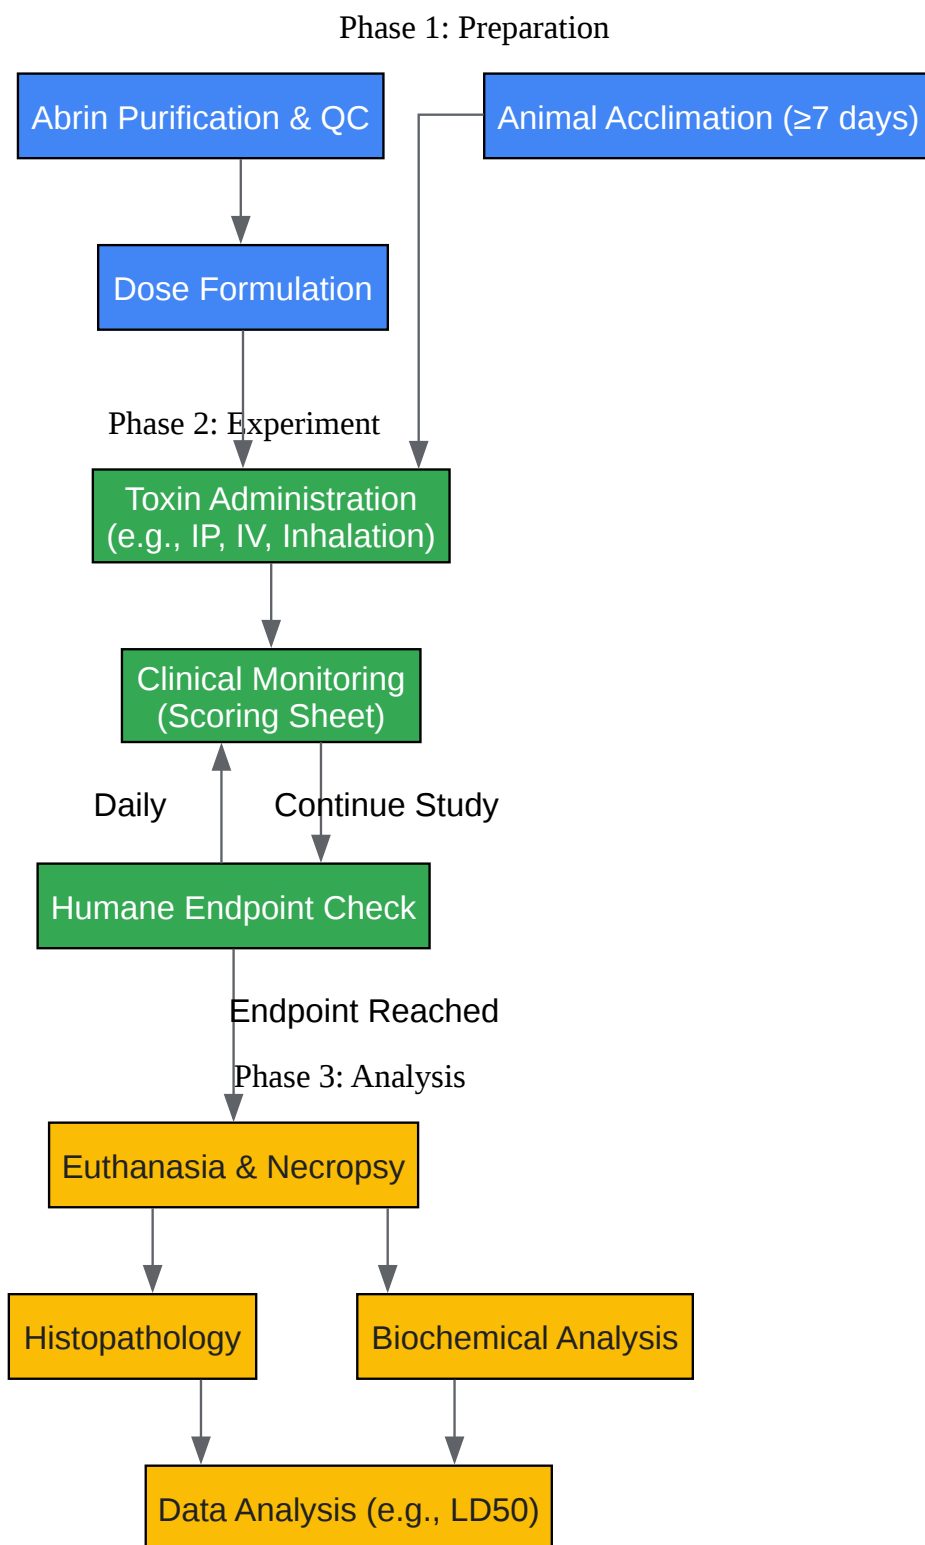 Phase 1: Preparation
Abrin Purification & QC
Animal Acclimation (≥7 days)
Dose Formulation
Phase 2: Experiment
Toxin Administration
(e.g., IP, IV, Inhalation)
Clinical Monitoring
(Scoring Sheet)
Daily
Continue Study
Humane Endpoint Check
Endpoint Reached
Phase 3: Analysis
Euthanasia & Necropsy
Histopathology
Biochemical Analysis
Data Analysis (e.g., LD50)